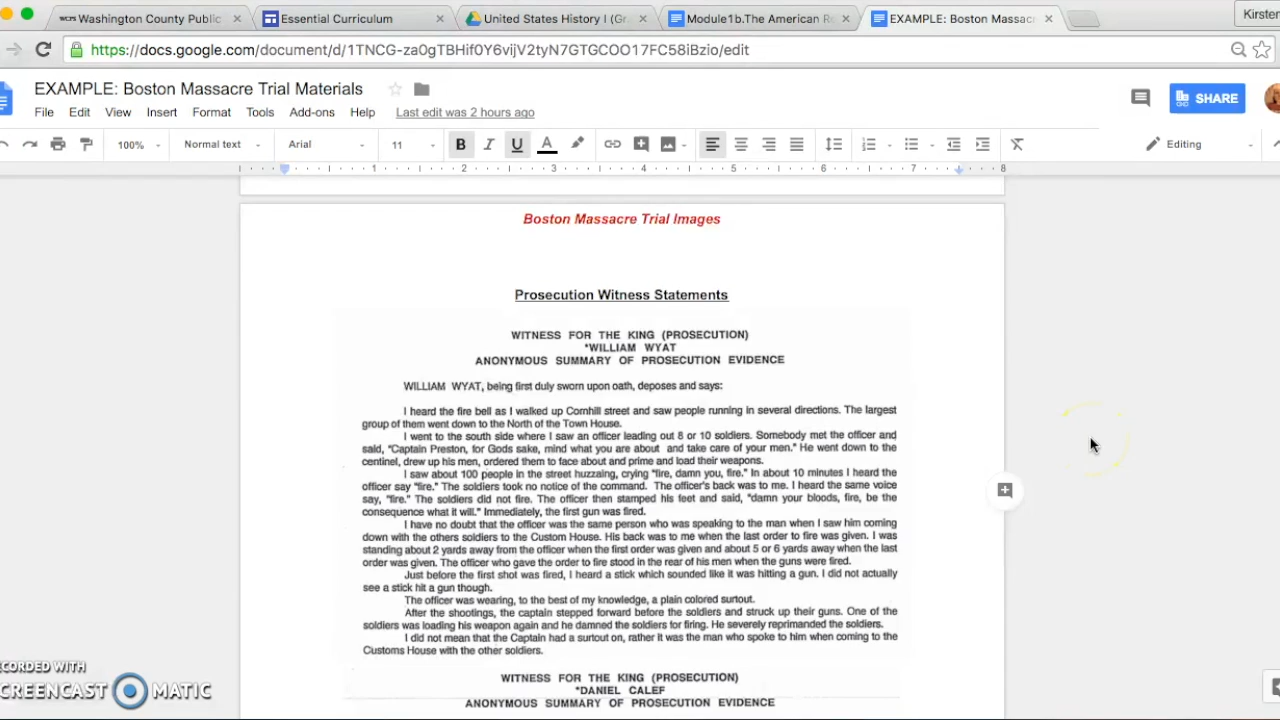 Washington County Public
Essential Curriculum
United States History I (Gr
Module1b.The American Re
EXAMPLE: Boston Massac
Kirsten
https://docs.google.com/document/d/1TNCG-za0gTBHif0Y6vijV2tyN7GTGCOO17FC58iBzio/edit
EXAMPLE: Boston Massacre Trial Materials
SHARE
File Edit View Insert Format Tools Add-ons Help Last edit was 2 hours ago
100% Normal text Arial 11 B I U A Editing
1 2 3 4 5 6 7 8
Boston Massacre Trial Images
Prosecution Witness Statements
WITNESS FOR THE KING (PROSECUTION)
*WILLIAM WYAT
ANONYMOUS SUMMARY OF PROSECUTION EVIDENCE
WILLIAM WYAT, being first duly sworn upon oath, deposes and says:
I heard the fire bell as I walked up Cornhill street and saw people running in several directions. The largest
group of them went down to the North of the Town House.
I went to the south side where I saw an officer leading out 8 or 10 soldiers. Somebody met the officer and
said, "Captain Preston, for Gods sake, mind what you are about and take care of your men." He went down to the
centinel, drew up his men, ordered them to face about and prime and load their weapons.
I saw about 100 people in the street huzzaing, crying "fire, damn you, fire." In about 10 minutes I heard the
officer say "fire." The soldiers took no notice of the command. The officer's back was to me. I heard the same voice
say, "fire." The soldiers did not fire. The officer then stamped his feet and said, "damn your bloods, fire, be the
consequence what it will." Immediately, the first gun was fired.
I have no doubt that the officer was the same person who was speaking to the man when I saw him coming
down with the others soldiers to the Custom House. His back was to me when the last order to fire was given. I was
standing about 2 yards away from the officer when the first order was given and about 5 or 6 yards away when the last
order was given. The officer who gave the order to fire stood in the rear of his men when the guns were fired.
Just before the first shot was fired, I heard a stick which sounded like it was hitting a gun. I did not actually
see a stick hit a gun though.
The officer was wearing, to the best of my knowledge, a plain colored surtout.
After the shootings, the captain stepped forward before the soldiers and struck up their guns. One of the
soldiers was loading his weapon again and he damned the soldiers for firing. He severely reprimanded the soldiers.
I did not mean that the Captain had a surtout on, rather it was the man who spoke to him when coming to the
Customs House with the other soldiers.
WITNESS FOR THE KING (PROSECUTION)
*DANIEL CALEF
ANONYMOUS SUMMARY OF PROSECUTION EVIDENCE
CORDED WITH
CREENCAST MATIC